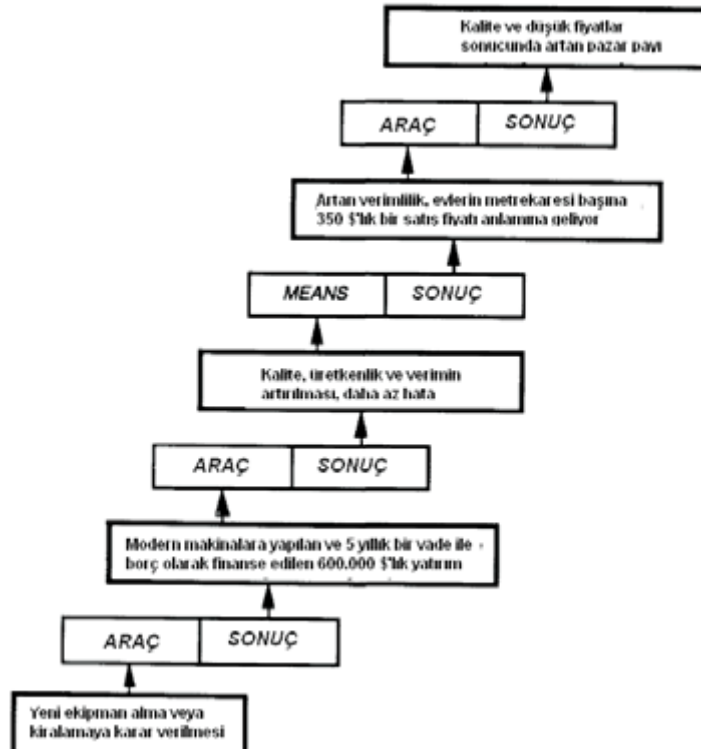 Kalite ve düşük fiyatlar
sonucunda artan pazar payı
ARAÇ SONUÇ
Artan verimlilik, evlerin metrekaresi başına
350 $'lık bir satış fiyatı anlamına geliyor
MEANS SONUÇ
Kalite, üretkenlik ve verimin
artırılması, daha az hata
ARAÇ SONUÇ
Modern makinalara yapılan ve 5 yıllık bir vade ile
borç olarak finanse edilen 600.000 $'lık yatırım
ARAÇ SONUÇ
Yeni ekipman alma veya
kiralamaya karar verilmesi